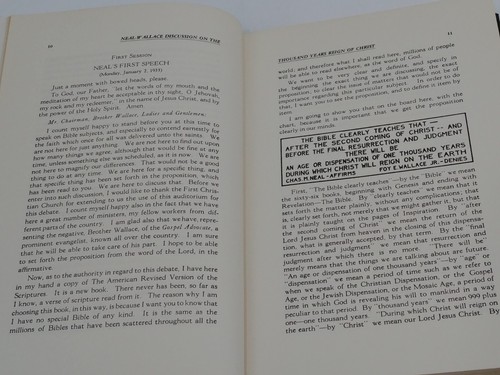 10
NEAL-WALLACE DISCUSSION ON THE
First Session
NEAL'S FIRST SPEECH
(Monday, January 2, 1933)
Just a moment with bowed heads, please.
To God, our Father, "let the words of my mouth and the
meditation of my heart be acceptable in thy sight, O Jehovah,
my rock and my redeemer," in the name of Jesus Christ, and by
the power of the Holy Spirit. Amen.
Mr. Chairman, Brother Wallace, Ladies and Gentlemen:
I count myself happy to stand before you at this time to
speak on Bible subjects, and especially to contend earnestly for
the faith which once for all was delivered unto the saints. We
are not here for just anything. We are not here to find out upon
how many things we agree, although that would be fine at any
time, unless something else was scheduled, as it is now. We are
not here to magnify our differences. That would not be a good
thing to do at any time. We are here for a specific thing, and
that specific thing has been set forth in the proposition, which
has been read to you. We are here to discuss that. Before we
enter into such discussion, I would like to thank the First Chris-
tian Church for extending to us the use of this auditorium for
this debate. I count myself happy also in the fact that we have
here a great number of ministers, my fellow workers from dif-
ferent parts of the country. I am glad also that we have, repre-
senting the negative, Brother Wallace, of the Gospel Advocate, a
prominent evangelist, known all over the country. I am sure
that he will be able to take care of his part. I hope to be able
to set forth the proposition from the word of the Lord, in the
affirmative.
Now, as to the authority in regard to this debate, I have here
in my hand a copy of The American Revised Version of the
Scriptures. It is a new book. There never has been, so far as
I know, a verse of scripture read from it. The reason why I am
choosing this book, in this way, is because I want you to know that
I have no special Bible of any kind. It is the same as the
millions of Bibles that have been scattered throughout all the
THOUSAND YEARS REIGN OF CHRIST
11
world, and therefore what I shall read here, millions of people
will be able to read elsewhere, as the word of God.
We want to be very clear and definite, and specify in
the beginning the exact thing we are discussing, the exact
importance regarding this particular subject that would not be
proper to the issue and matter under discussion. In order to do
that, I want you to see the proposition, and to define it from the
I am going to show you that on the board here, with the
chart, because it is important that we get the proposition
clearly in our minds.
THE BIBLE CLEARLY TEACHES THAT —
AFTER THE SECOND COMING OF CHRIST -- AND
BEFORE THE FINAL RESURRECTION AND JUDGMENT
THERE WILL BE
AN AGE OR DISPENSATION OF ONE THOUSAND YEARS
DURING WHICH CHRIST WILL REIGN ON THE EARTH
CHAS. M. NEAL - AFFIRMS FOY E. WALLACE JR. - DENIES
First, "The Bible clearly teaches"—by the "Bible" we mean
the sixty-six books, beginning with Genesis and ending with
Revelation—The Bible. By "clearly teaches" we mean that it
sets forth the matter plainly, without any complications; that
is, clearly set forth, not merely that we might gather it, but that
it is plainly taught in the pages of Inspiration. By "after
the second coming of Christ," we mean the return of the
Lord Jesus Christ from heaven in the closing of this dispensa-
tion, what is generally accepted by that term. By the "final
resurrection and judgment" we mean that resurrection and
judgment after which there is no more. "There will be"
merely means that the things we are talking about are future.
"An age or dispensation of one thousand years"—by "age" or
"dispensation" we mean a period of time such as we refer to
when we speak of the Christian Dispensation, or the Gospel
Age, or the Jewish Dispensation, or the Mosaic Age, a period of
time in which God is revealing his will to mankind in a way
peculiar to that period. By "thousand years" we mean 999 plus
one—one thousand years. "During which Christ will reign on
the earth"—by "Christ" we mean our Lord Jesus Christ. By